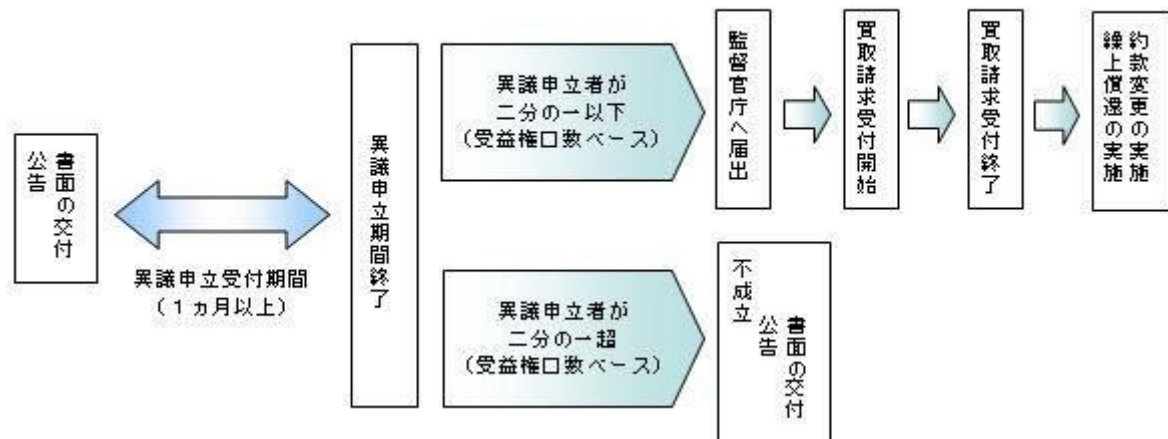 書面の交付
公告
異議申立受付期間
(1ヵ月以上)
異議申立期間終了
異議申立者が
二分の一以下
(受益権口数ベース)
監督官庁へ届出
買取請求受付開始
買取請求受付終了
約款変更の実施
繰上償還の実施
異議申立者が
二分の一超
(受益権口数ベース)
不成立
書面の交付
公告